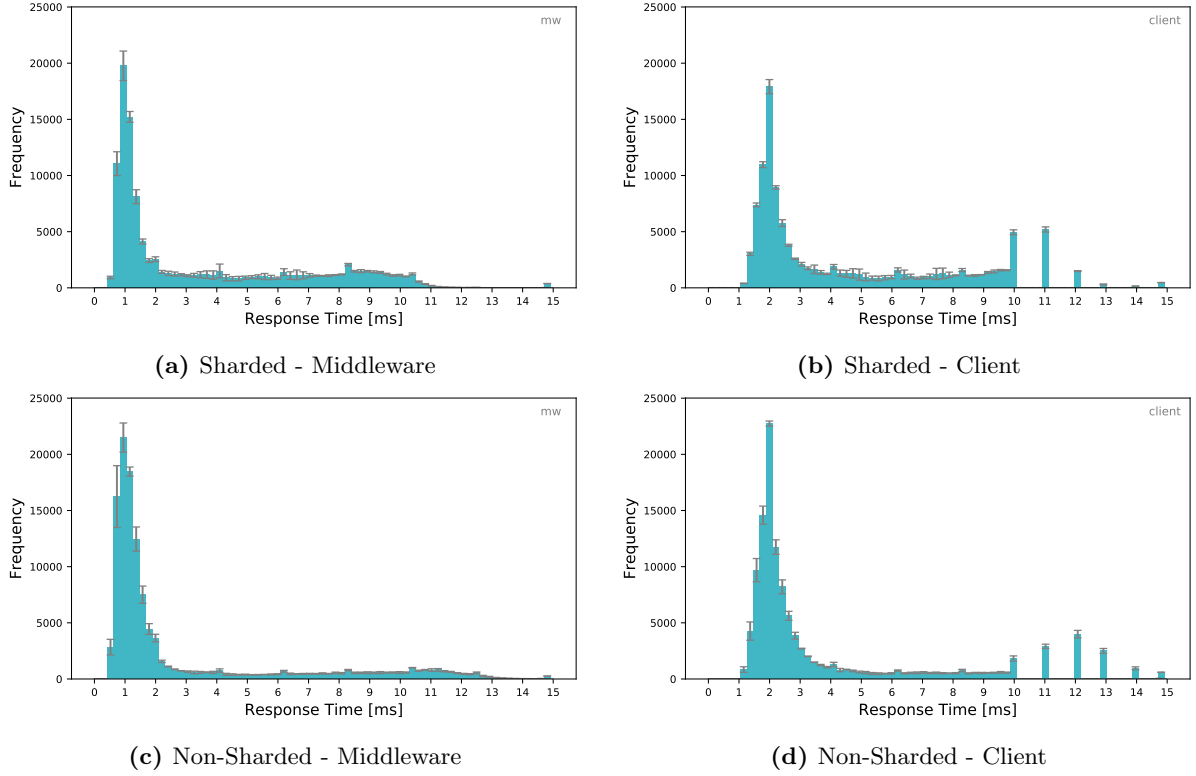 25000
20000
15000
10000
5000
0
Frequency
mw
0 1 2 3 4 5 6 7 8 9 10 11 12 13 14 15
Response Time [ms]
(a) Sharded - Middleware
25000
20000
15000
10000
5000
0
Frequency
client
0 1 2 3 4 5 6 7 8 9 10 11 12 13 14 15
Response Time [ms]
(b) Sharded - Client
25000
20000
15000
10000
5000
0
Frequency
mw
0 1 2 3 4 5 6 7 8 9 10 11 12 13 14 15
Response Time [ms]
(c) Non-Sharded - Middleware
25000
20000
15000
10000
5000
0
Frequency
client
0 1 2 3 4 5 6 7 8 9 10 11 12 13 14 15
Response Time [ms]
(d) Non-Sharded - Client